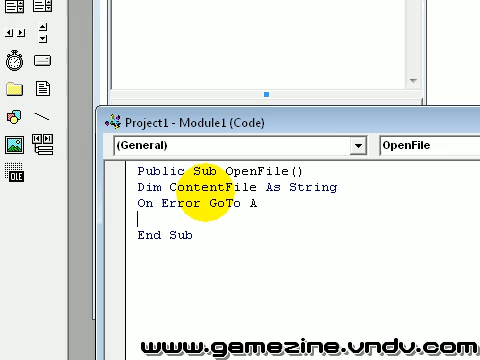 Project1 - Module1 (Code)
(General)
OpenFile
Public Sub OpenFile()
Dim ContentFile As String
On Error GoTo A
End Sub
OLE
www.gamezine.vndv.com